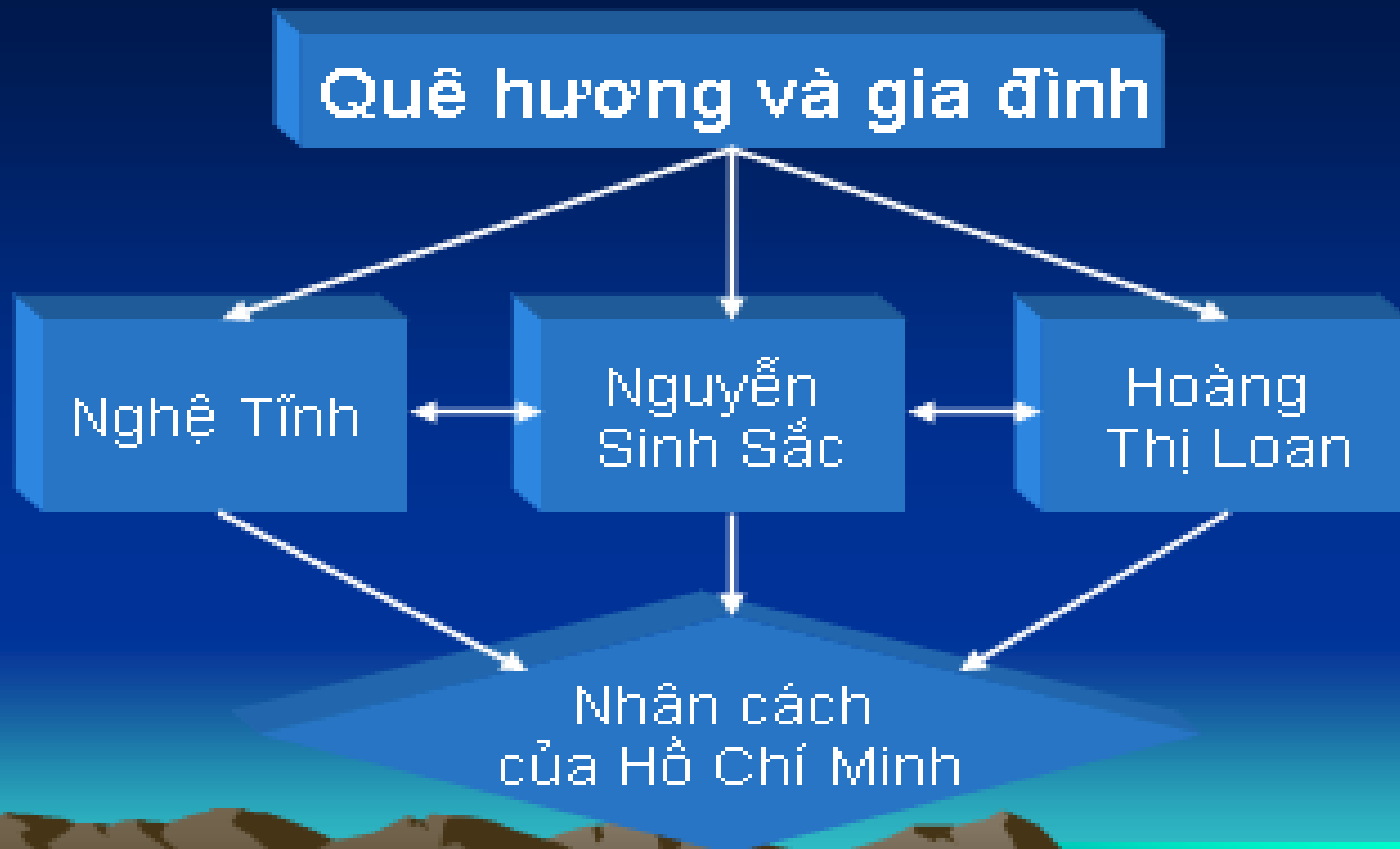 Quê hương và gia đình
Nghệ Tĩnh
Nguyễn
Sinh Sắc
Hoàng
Thị Loan
Nhân cách
của Hồ Chí Minh